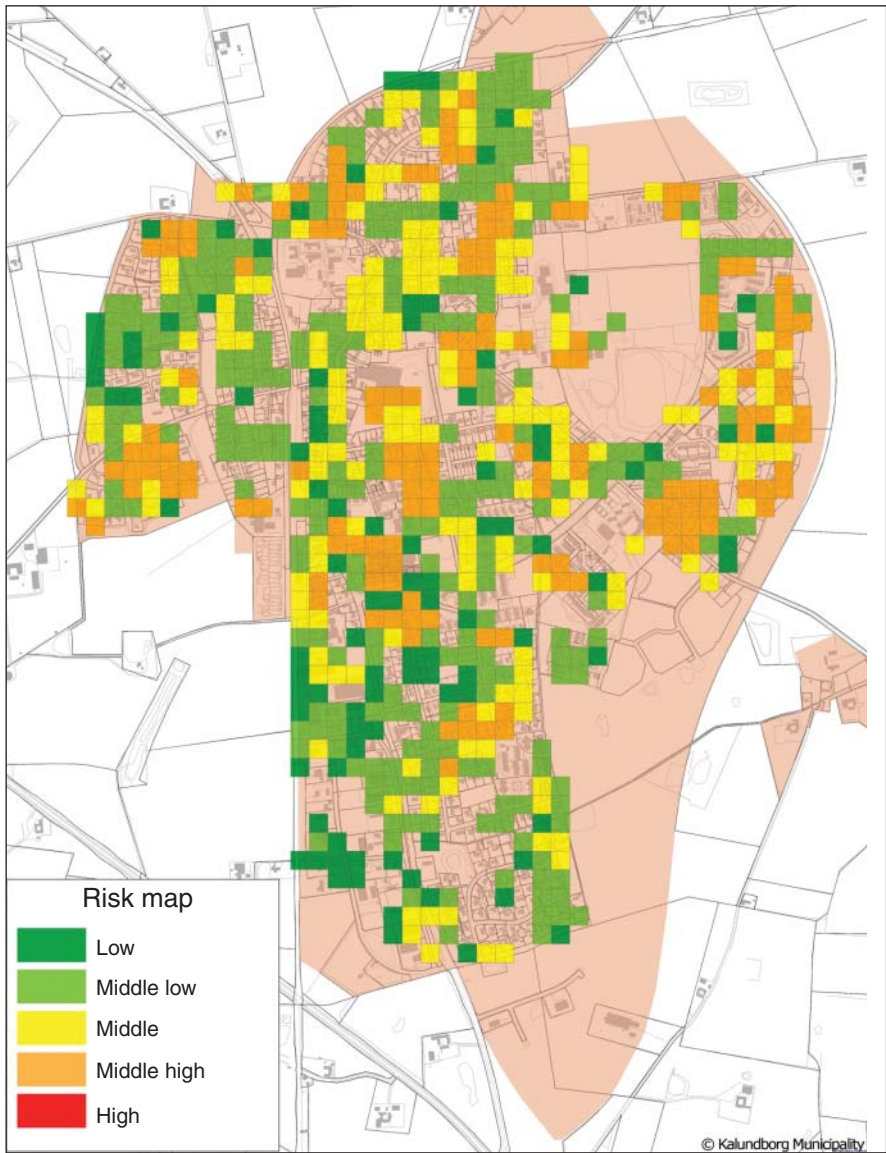 Risk map
Low
Middle low
Middle
Middle high
High
© Kalundborg Municipality